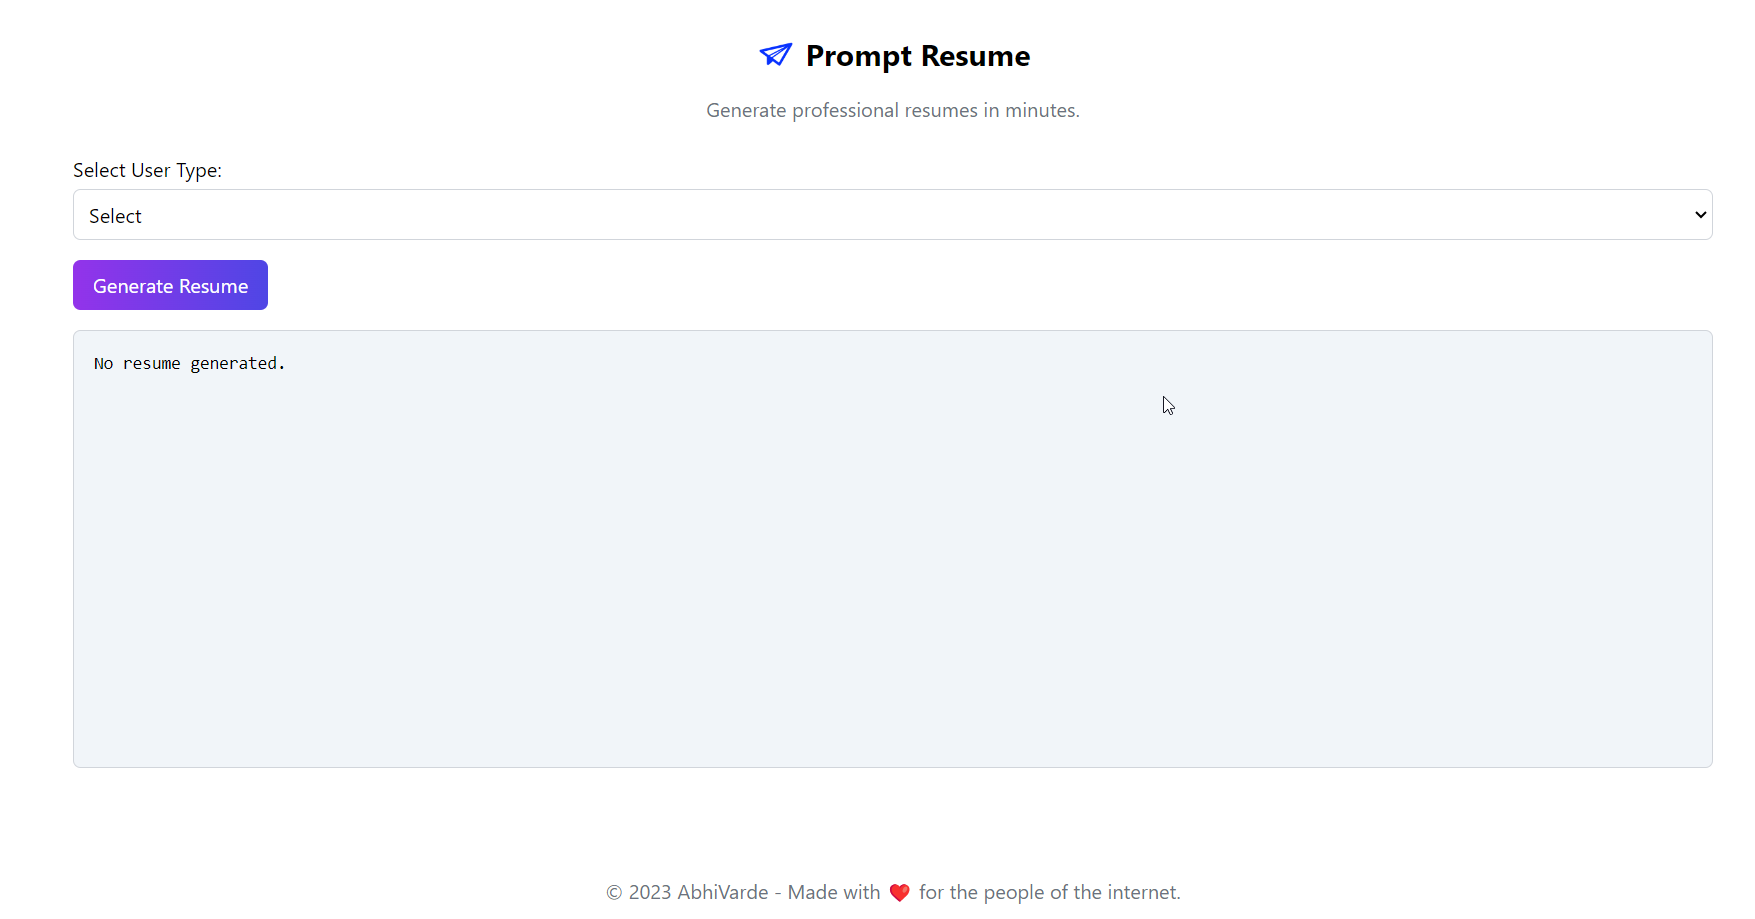 Prompt Resume
Generate professional resumes in minutes.
Select User Type:
Select
Generate Resume
No resume generated.
© 2023 AbhiVarde - Made with ❤️ for the people of the internet.